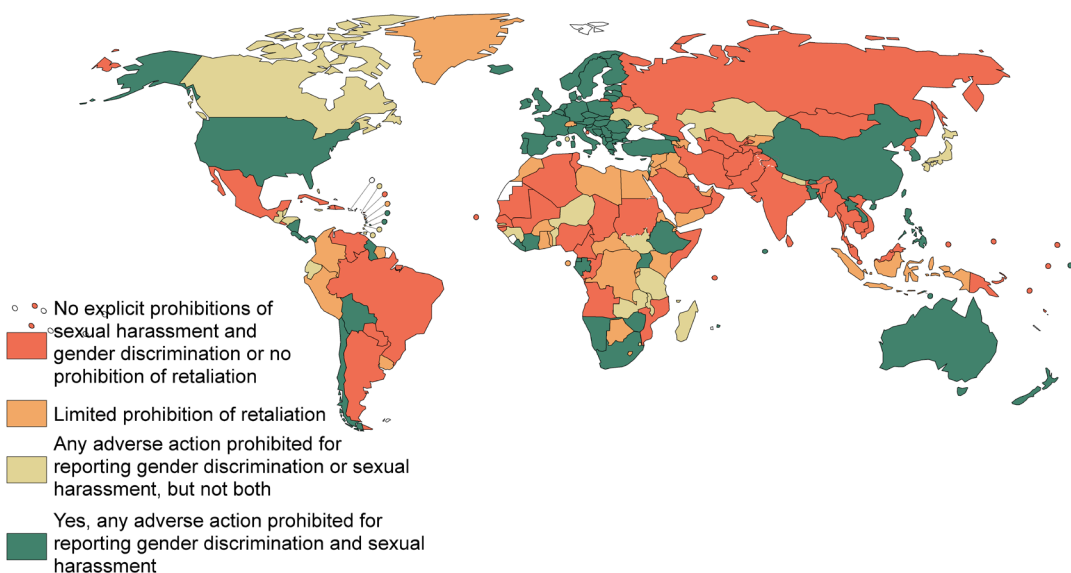 No explicit prohibitions of
sexual harassment and
gender discrimination or no
prohibition of retaliation
Limited prohibition of retaliation
Any adverse action prohibited for
reporting gender discrimination or sexual
harassment, but not both
Yes, any adverse action prohibited for
reporting gender discrimination and sexual
harassment